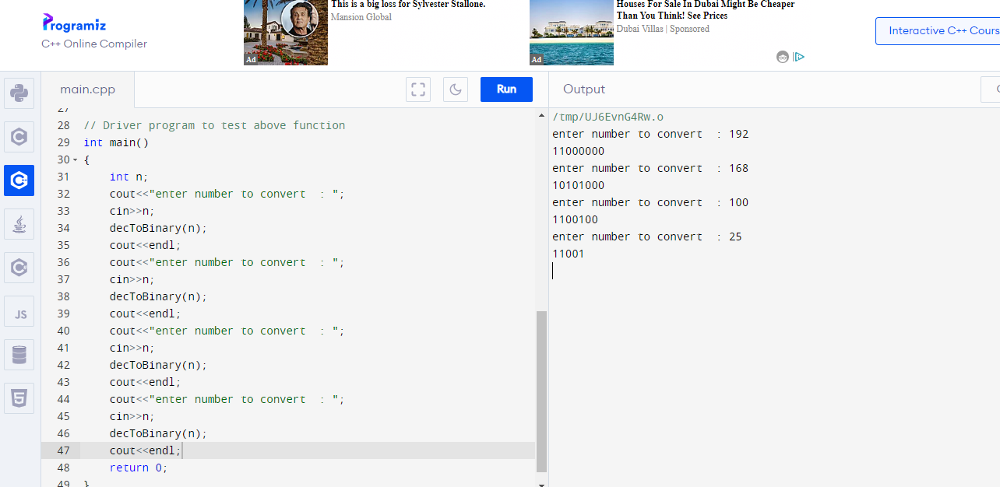 Programiz
C++ Online Compiler
This is a big loss for Sylvester Stallone.
Mansion Global
Ad
Houses For Sale In Dubai Might Be Cheaper
Than You Think! See Prices
Dubai Villas | Sponsored
Ad
Interactive C++ Cours
main.cpp
Run
Output
JS
27
28 // Driver program to test above function
29 int main()
30 {
31 int n;
32 cout<<"enter number to convert  : ";
33 cin>>n;
34 decToBinary(n);
35 cout<<endl;
36 cout<<"enter number to convert  : ";
37 cin>>n;
38 decToBinary(n);
39 cout<<endl;
40 cout<<"enter number to convert  : ";
41 cin>>n;
42 decToBinary(n);
43 cout<<endl;
44 cout<<"enter number to convert  : ";
45 cin>>n;
46 decToBinary(n);
47 cout<<endl;
48 return 0;
49 }
/tmp/UJ6EvnG4Rw.o
enter number to convert  : 192
11000000
enter number to convert  : 168
10101000
enter number to convert  : 100
1100100
enter number to convert  : 25
11001